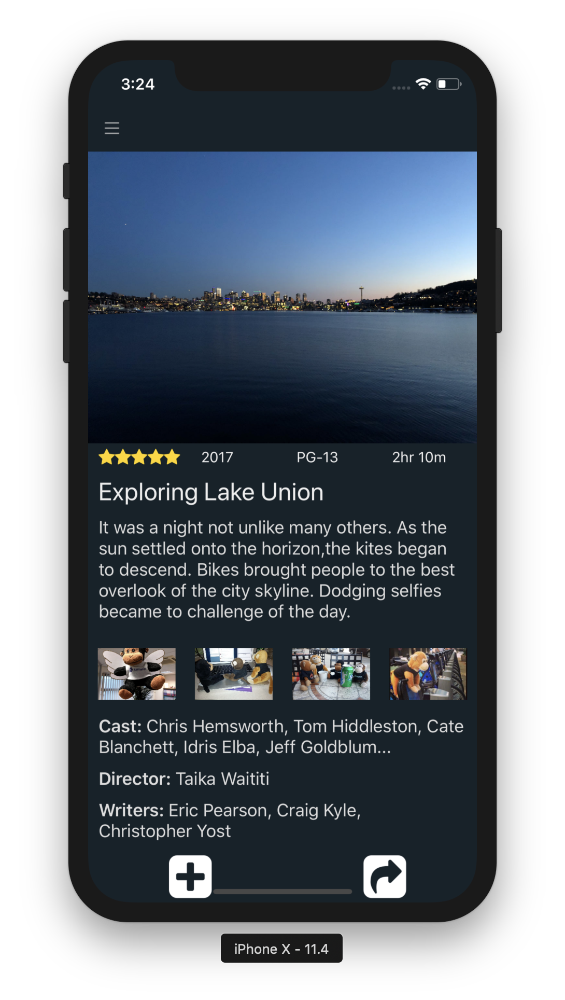 3:24
2017 PG-13 2hr 10m
Exploring Lake Union
It was a night not unlike many others. As the
sun settled onto the horizon,the kites began
to descend. Bikes brought people to the best
overlook of the city skyline. Dodging selfies
became to challenge of the day.
Xamarin
Cast: Chris Hemsworth, Tom Hiddleston, Cate
Blanchett, Idris Elba, Jeff Goldblum...
Director: Taika Waititi
Writers: Eric Pearson, Craig Kyle,
Christopher Yost
iPhone X - 11.4